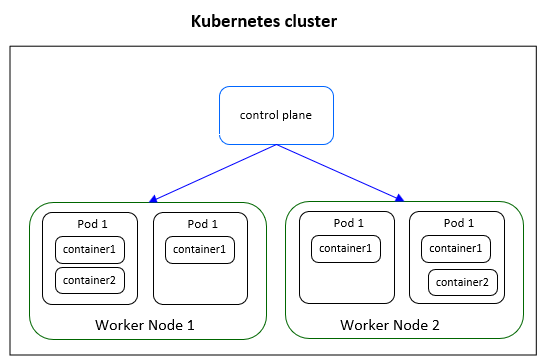 Kubernetes cluster
control plane
Pod 1
container1
container2
Pod 1
container1
Worker Node 1
Pod 1
container1
Pod 1
container1
container2
Worker Node 2